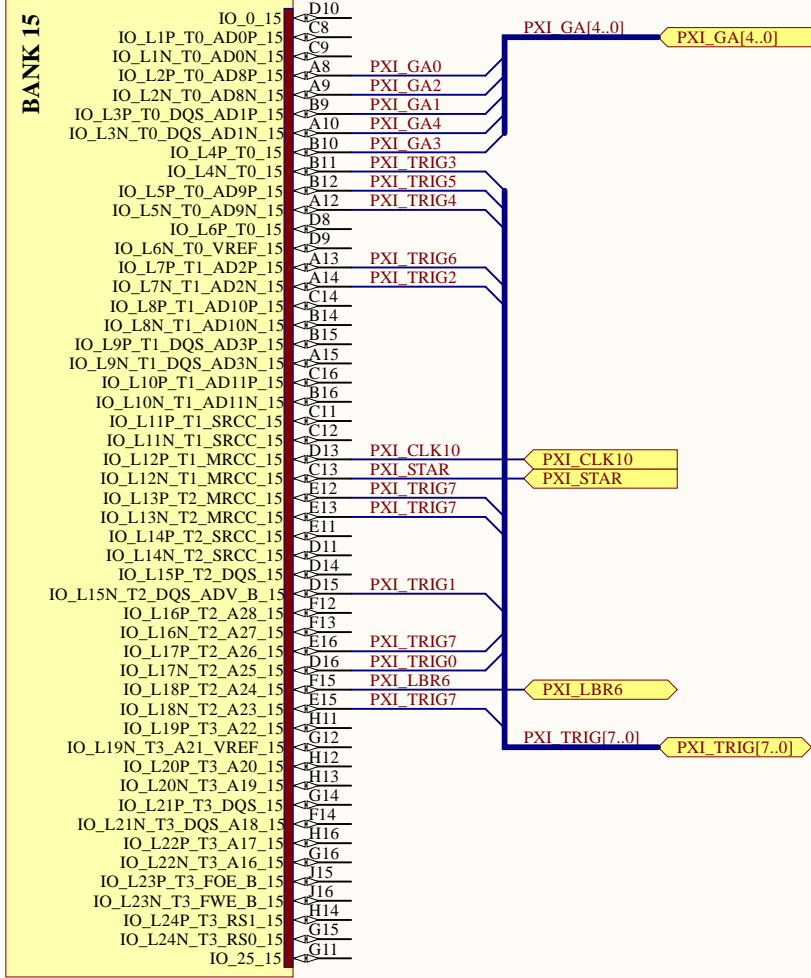 BANK 15
IO_0_15 D10
IO_L1P_T0_AD0P_15 C8
IO_L1N_T0_AD0N_15 C9
IO_L2P_T0_AD8P_15 A8 PXI_GA0
IO_L2N_T0_AD8N_15 A9 PXI_GA2
IO_L3P_T0_DQS_AD1P_15 B9 PXI_GA1
IO_L3N_T0_DQS_AD1N_15 A10 PXI_GA4
IO_L4P_T0_15 B10 PXI_GA3
IO_L4N_T0_15 B11 PXI_TRIG3
IO_L5P_T0_AD9P_15 B12 PXI_TRIG5
IO_L5N_T0_AD9N_15 A12 PXI_TRIG4
IO_L6P_T0_15 D8
IO_L6N_T0_VREF_15 D9
IO_L7P_T1_AD2P_15 A13 PXI_TRIG6
IO_L7N_T1_AD2N_15 A14 PXI_TRIG2
IO_L8P_T1_AD10P_15 C14
IO_L8N_T1_AD10N_15 B14
IO_L9P_T1_DQS_AD3P_15 B15
IO_L9N_T1_DQS_AD3N_15 A15
IO_L10P_T1_AD11P_15 C16
IO_L10N_T1_AD11N_15 B16
IO_L11P_T1_SRCC_15 C11
IO_L11N_T1_SRCC_15 C12
IO_L12P_T1_MRCC_15 D13 PXI_CLK10 PXI_CLK10
IO_L12N_T1_MRCC_15 C13 PXI_STAR PXI_STAR
IO_L13P_T2_MRCC_15 E12 PXI_TRIG7
IO_L13N_T2_MRCC_15 E13 PXI_TRIG7
IO_L14P_T2_SRCC_15 E11
IO_L14N_T2_SRCC_15 D11
IO_L15P_T2_DQS_15 D14
IO_L15N_T2_DQS_ADV_B_15 D15 PXI_TRIG1
IO_L16P_T2_A28_15 F12
IO_L16N_T2_A27_15 F13
IO_L17P_T2_A26_15 E16 PXI_TRIG7
IO_L17N_T2_A25_15 D16 PXI_TRIG0
IO_L18P_T2_A24_15 F15 PXI_LBR6 PXI_LBR6
IO_L18N_T2_A23_15 E15 PXI_TRIG7
IO_L19P_T3_A22_15 H11
IO_L19N_T3_A21_VREF_15 G12
IO_L20P_T3_A20_15 H12
IO_L20N_T3_A19_15 H13
IO_L21P_T3_DQS_15 G14
IO_L21N_T3_DQS_A18_15 F14
IO_L22P_T3_A17_15 H16
IO_L22N_T3_A16_15 G16
IO_L23P_T3_FOE_B_15 J15
IO_L23N_T3_FWE_B_15 J16
IO_L24P_T3_RS1_15 H14
IO_L24N_T3_RS0_15 G15
IO_25_15 G11
PXI_GA[4..0] PXI_GA[4..0]
PXI_TRIG[7..0] PXI_TRIG[7..0]